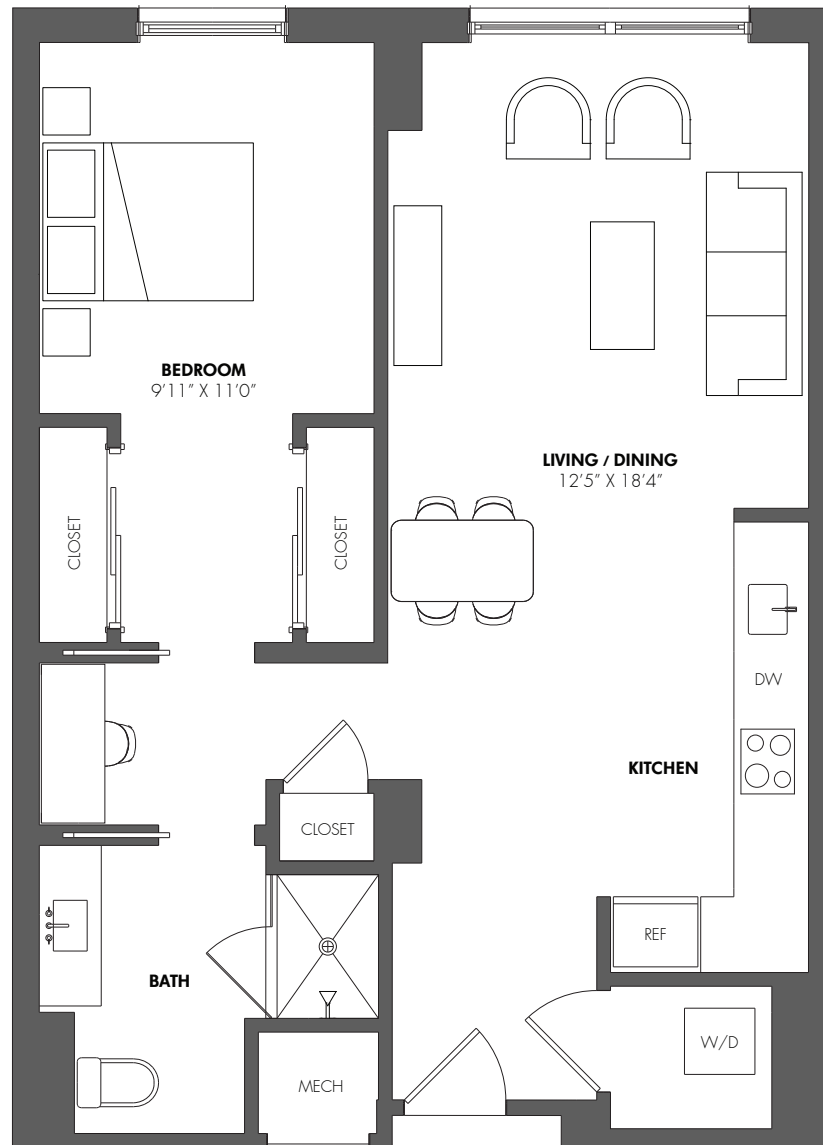 BEDROOM
9’11” X 11’0”
LIVING / DINING
12’5” X 18’4”
CLOSET
CLOSET
DW
KITCHEN
CLOSET
REF
BATH
W/D
MECH